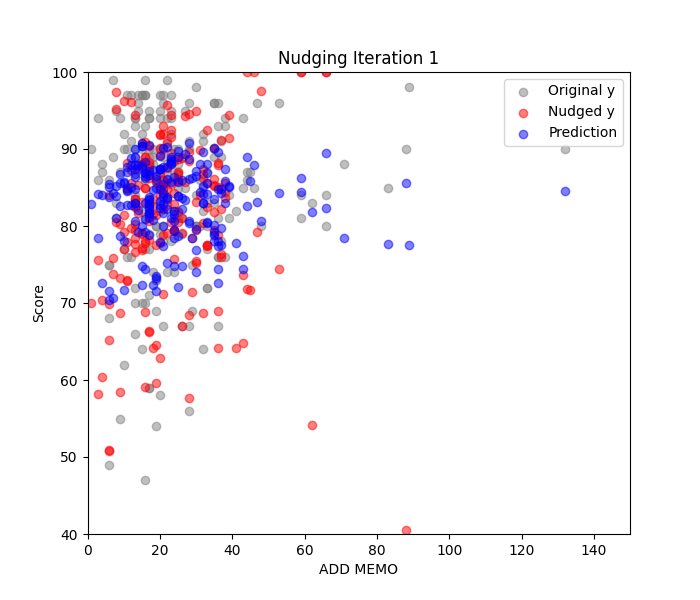 Nudging Iteration 1
Original y
Nudged y
Prediction
Score
100
90
80
70
60
50
40
0 20 40 60 80 100 120 140
ADD MEMO